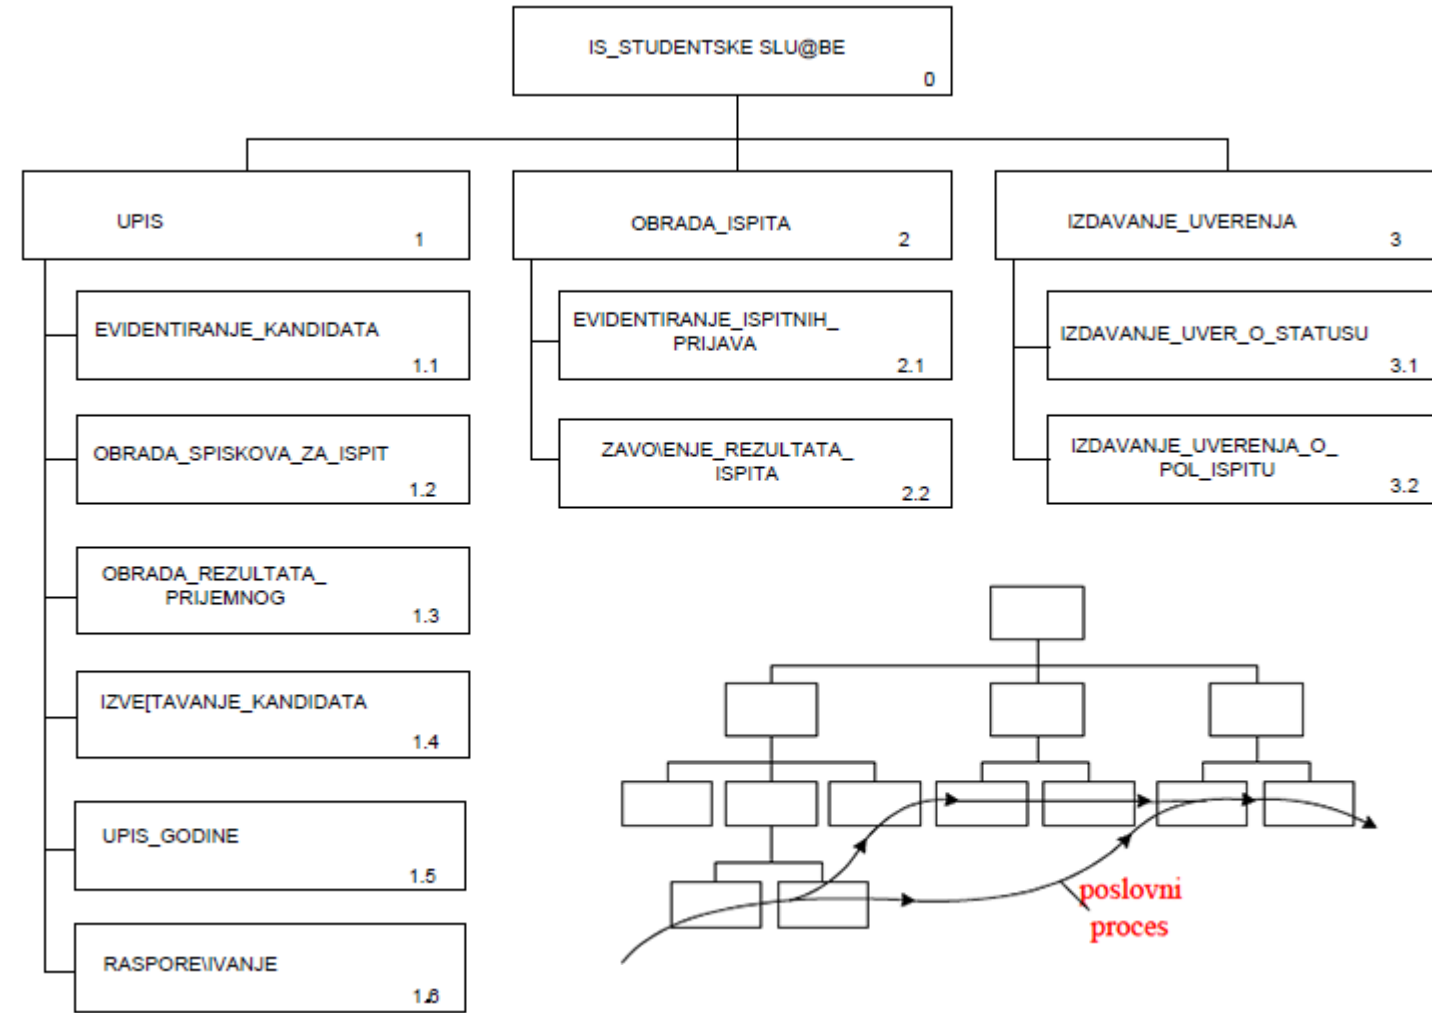 IS_STUDENTSKE SLU@BE
0
UPIS
1
OBRADA_ISPITA
2
IZDAVANJE_UVERENJA
3
EVIDENTIRANJE_KANDIDATA
1.1
EVIDENTIRANJE_ISPITNIH_
PRIJAVA
2.1
IZDAVANJE_UVER_O_STATUSU
3.1
OBRADA_SPISKOVA_ZA_ISPIT
1.2
ZAVO\ENJE_REZULTATA_
ISPITA
2.2
IZDAVANJE_UVERENJA_O_
POL_ISPITU
3.2
OBRADA_REZULTATA_
PRIJEMNOG
1.3
IZVE[TAVANJE_KANDIDATA
1.4
UPIS_GODINE
1.5
RASPORE\IVANJE
1.6
poslovni
proces